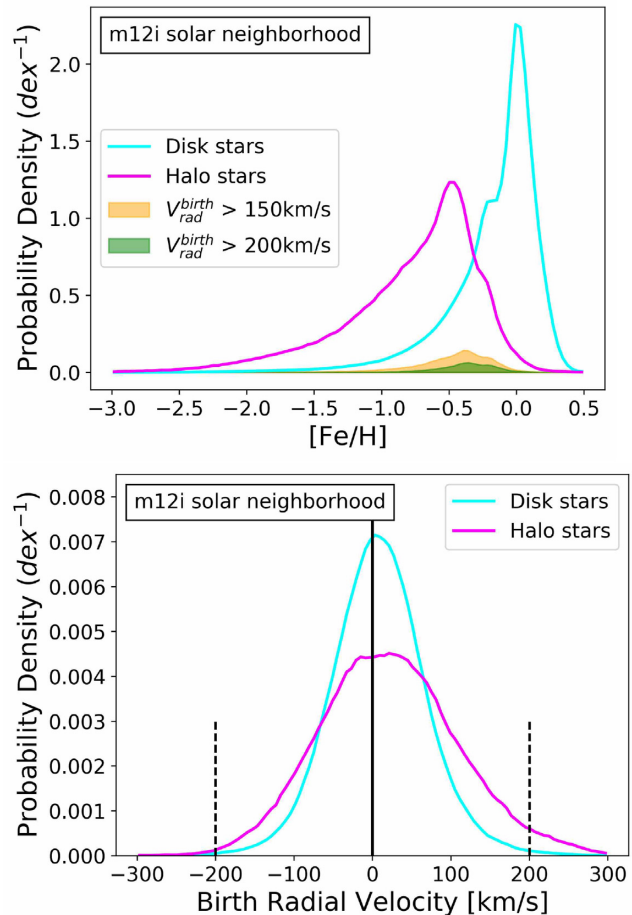 m12i solar neighborhood
Probability Density (dex⁻¹)
2.0
1.5
1.0
0.5
0.0
Disk stars
Halo stars
V_rad^birth > 150km/s
V_rad^birth > 200km/s
−3.0 −2.5 −2.0 −1.5 −1.0 −0.5 0.0 0.5
[Fe/H]
m12i solar neighborhood
Probability Density (dex⁻¹)
0.008
0.007
0.006
0.005
0.004
0.003
0.002
0.001
0.000
Disk stars
Halo stars
−300 −200 −100 0 100 200 300
Birth Radial Velocity [km/s]